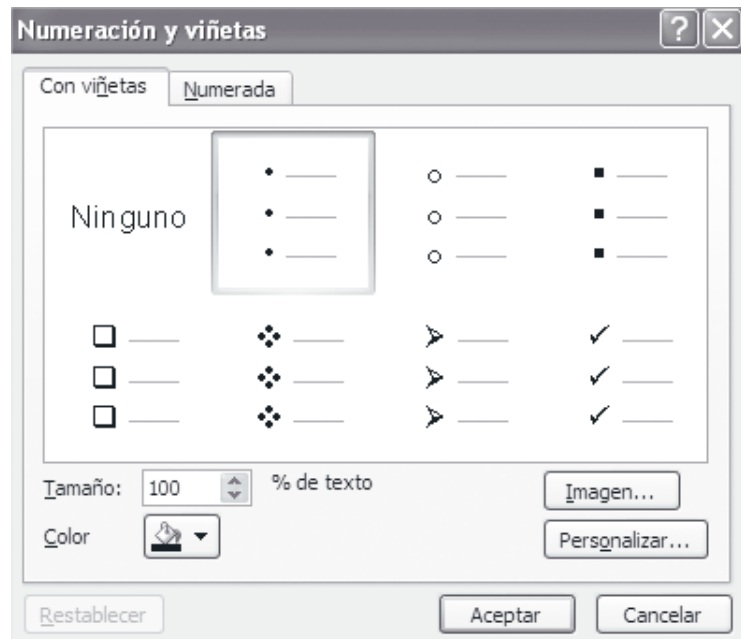 Numeración y viñetas
Con viñetas Numerada
Ninguno
Tamaño: 100 % de texto Imagen...
Color Personalizar...
Restablecer Aceptar Cancelar